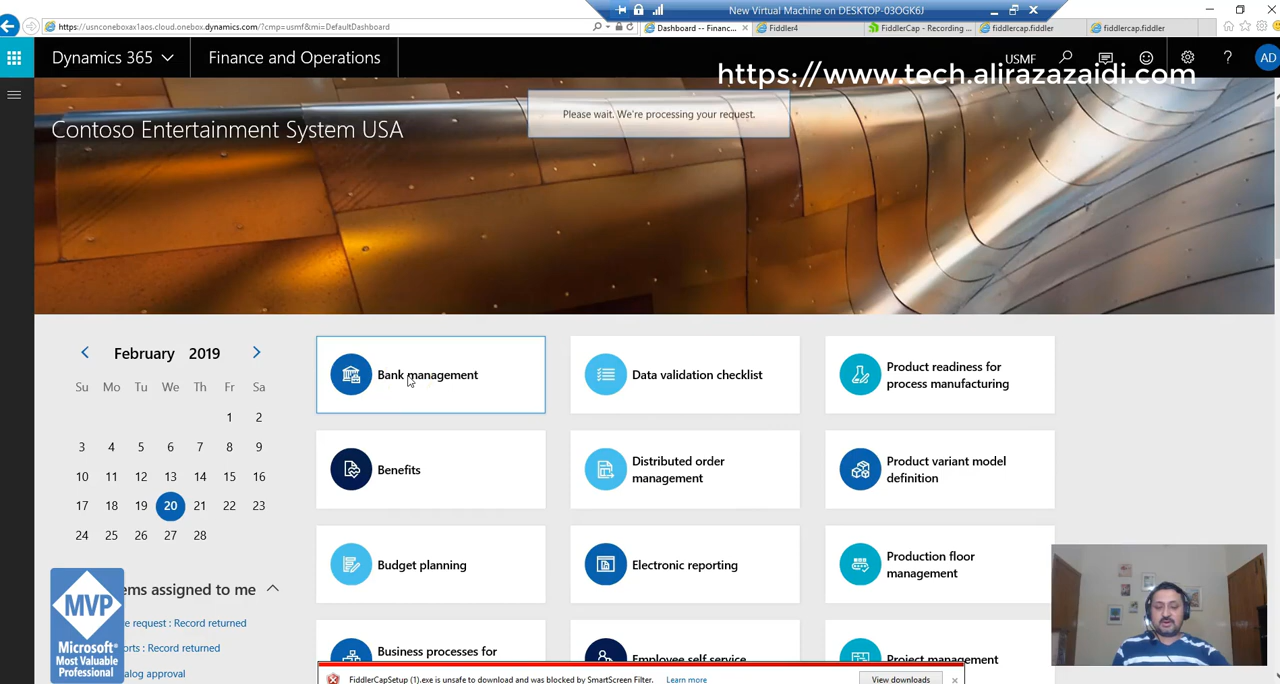 New Virtual Machine on DESKTOP-03OGK6J
https://usnconeboxax1aos.cloud.onebox.dynamics.com/?cmp=usmf&mi=DefaultDashboard
Dashboard -- Financ...
Fiddler4
FiddlerCap - Recording ...
fiddlercap.fiddler
fiddlercap.fiddler
Dynamics 365
Finance and Operations
USMF
?
AD
https://www.tech.alirazazaidi.com
Please wait. We're processing your request.
Contoso Entertainment System USA
February 2019
Su Mo Tu We Th Fr Sa
1 2
3 4 5 6 7 8 9
10 11 12 13 14 15 16
17 18 19 20 21 22 23
24 25 26 27 28
Bank management
Data validation checklist
Product readiness for
process manufacturing
Benefits
Distributed order
management
Product variant model
definition
Budget planning
Electronic reporting
Production floor
management
Business processes for
Employee self service
Project management
ems assigned to me
e request : Record returned
orts : Record returned
alog approval
MVP
Microsoft®
Most Valuable
Professional
FiddlerCapSetup (1).exe is unsafe to download and was blocked by SmartScreen Filter.
Learn more
View downloads